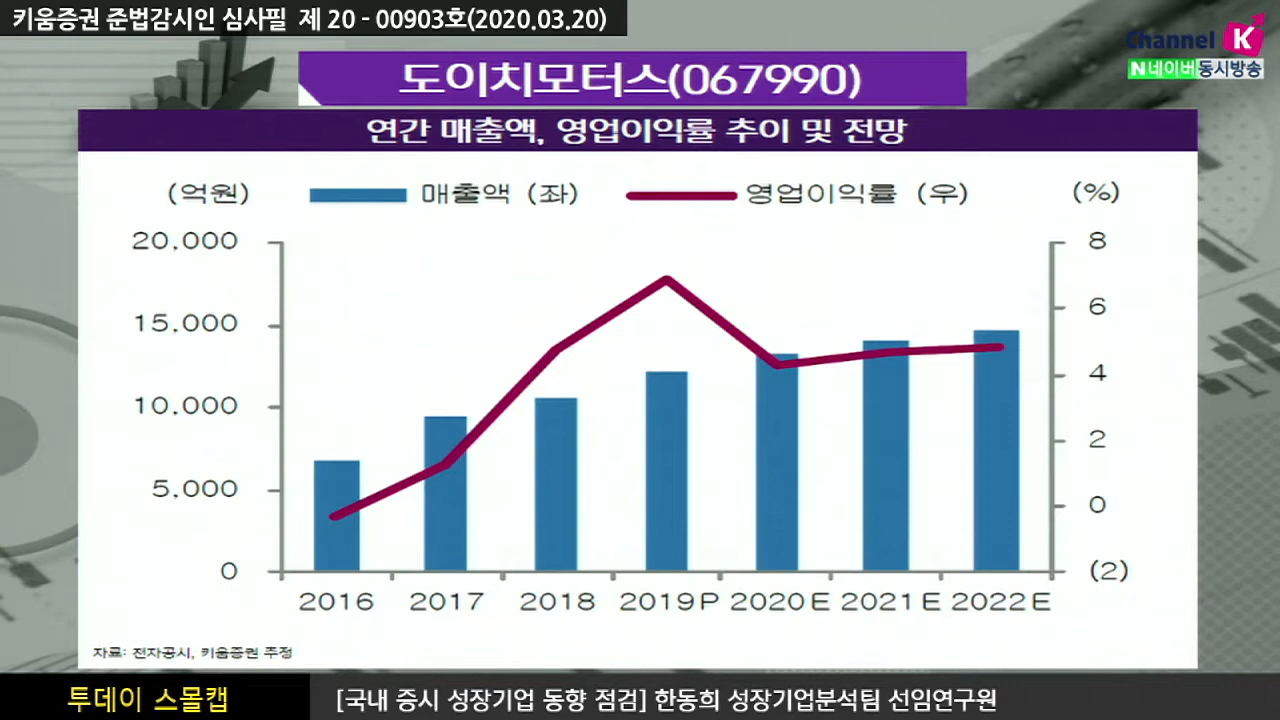 키움증권 준법감시인 심사필 제 20 - 00903호(2020.03.20)
Channel K
N 네이버 동시방송
도이치모터스(067990)
연간 매출액, 영업이익률 추이 및 전망
(억원) 매출액 (좌) 영업이익률 (우) (%)
20,000 8
15,000 6
10,000 4
5,000 2
0 0
(2)
2016 2017 2018 2019P 2020E 2021E 2022E
자료: 전자공시, 키움증권 추정
투데이 스몰캡 [국내 증시 성장기업 동향 점검] 한동희 성장기업분석팀 선임연구원